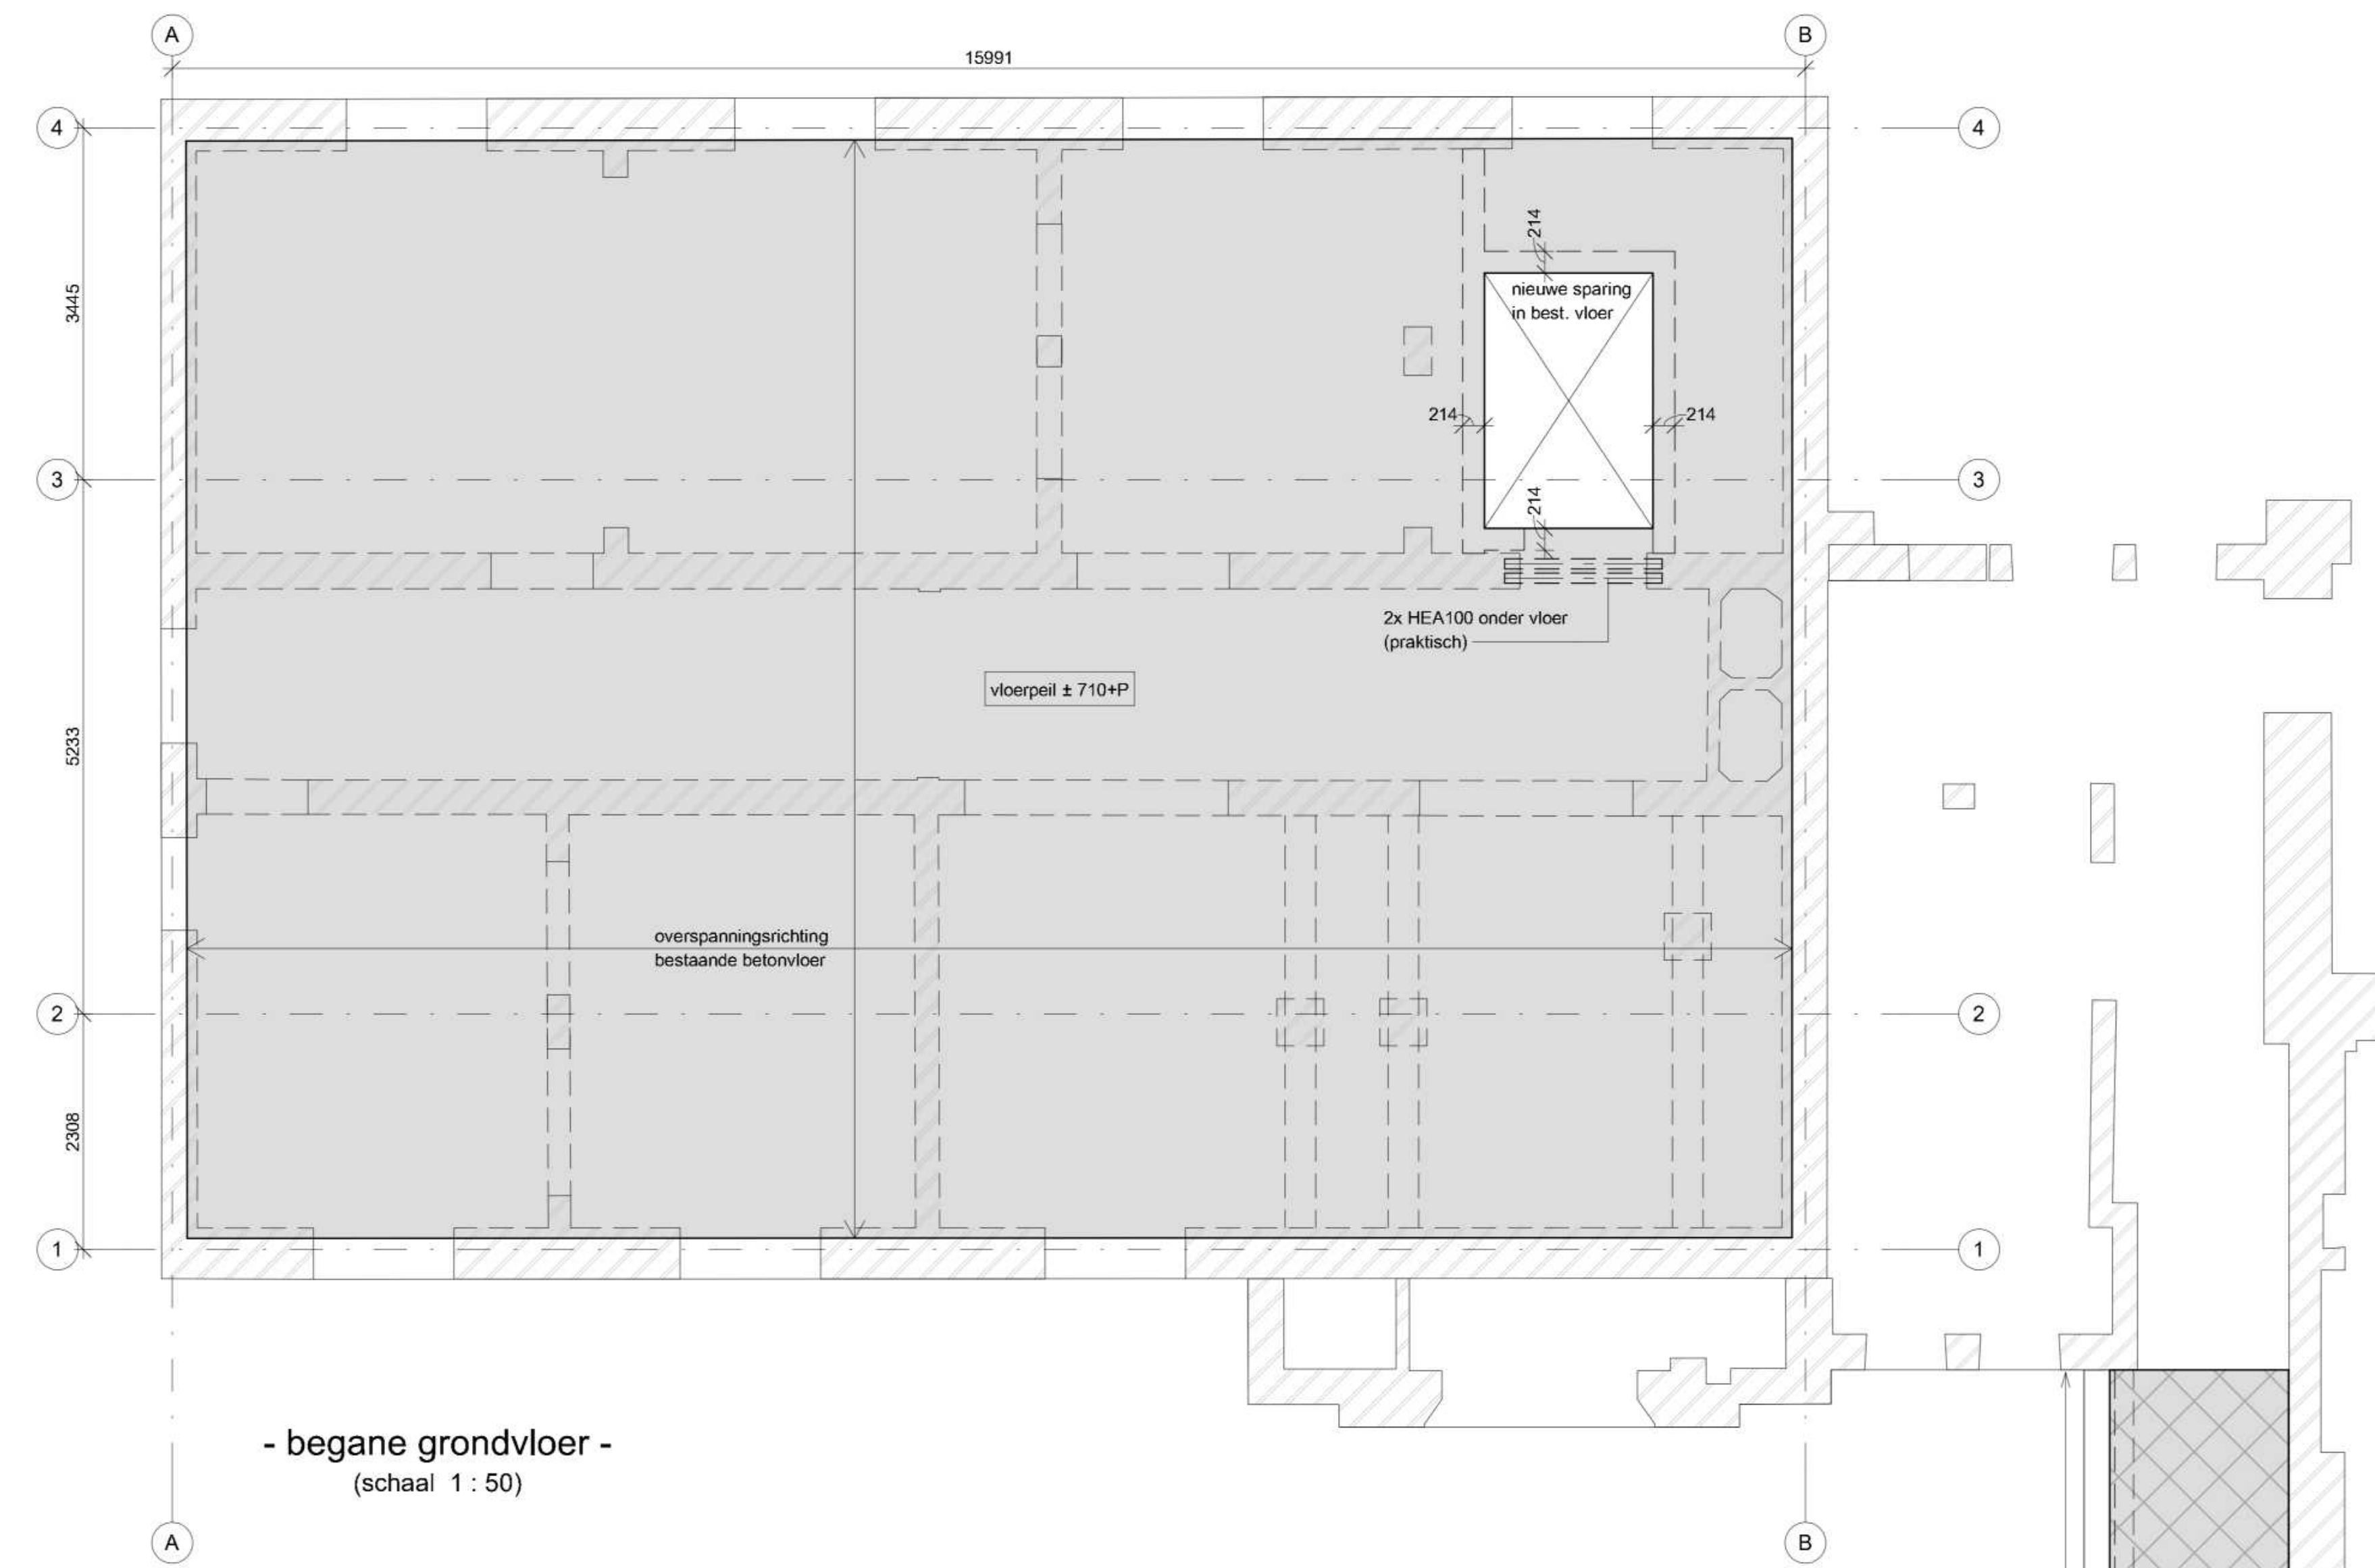 A
B
15991
4
4
3445
214
nieuwe sparing
in best. vloer
214
214
3
3
214
2x HEA100 onder vloer
(praktisch)
vloerpeil ± 710+P
5233
overspanningsrichting
bestaande betonvloer
2
2
2308
1
1
- begane grondvloer -
(schaal 1 : 50)
A
B